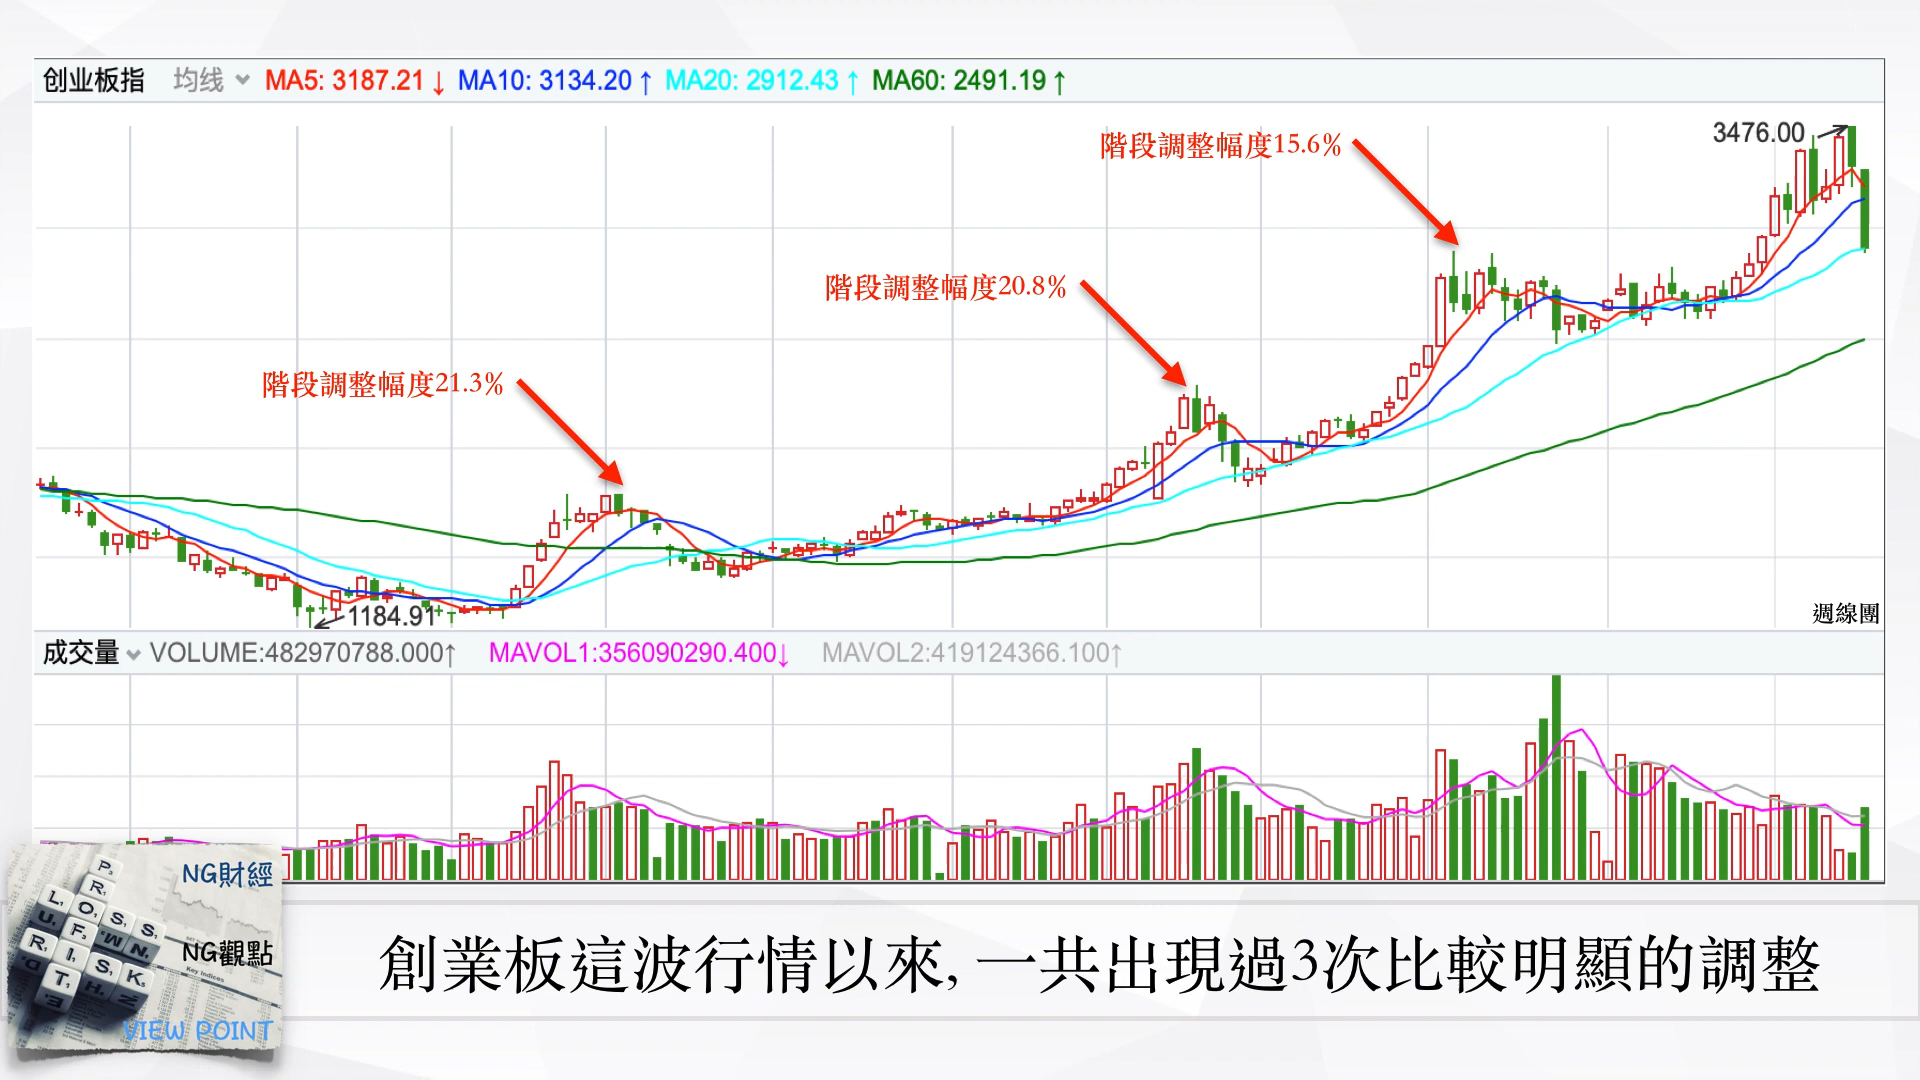 创业板指 均线 MA5: 3187.21 ↓ MA10: 3134.20 ↑ MA20: 2912.43 ↑ MA60: 2491.19 ↑
3476.00
階段調整幅度15.6%
階段調整幅度20.8%
階段調整幅度21.3%
1184.91
週線圖
成交量 VOLUME:482970788.000↑ MAVOL1:356090290.400↓ MAVOL2:419124366.100↑
NG財經
NG觀點
Key Indices
VIEW POINT
創業板這波行情以來, 一共出現過3次比較明顯的調整